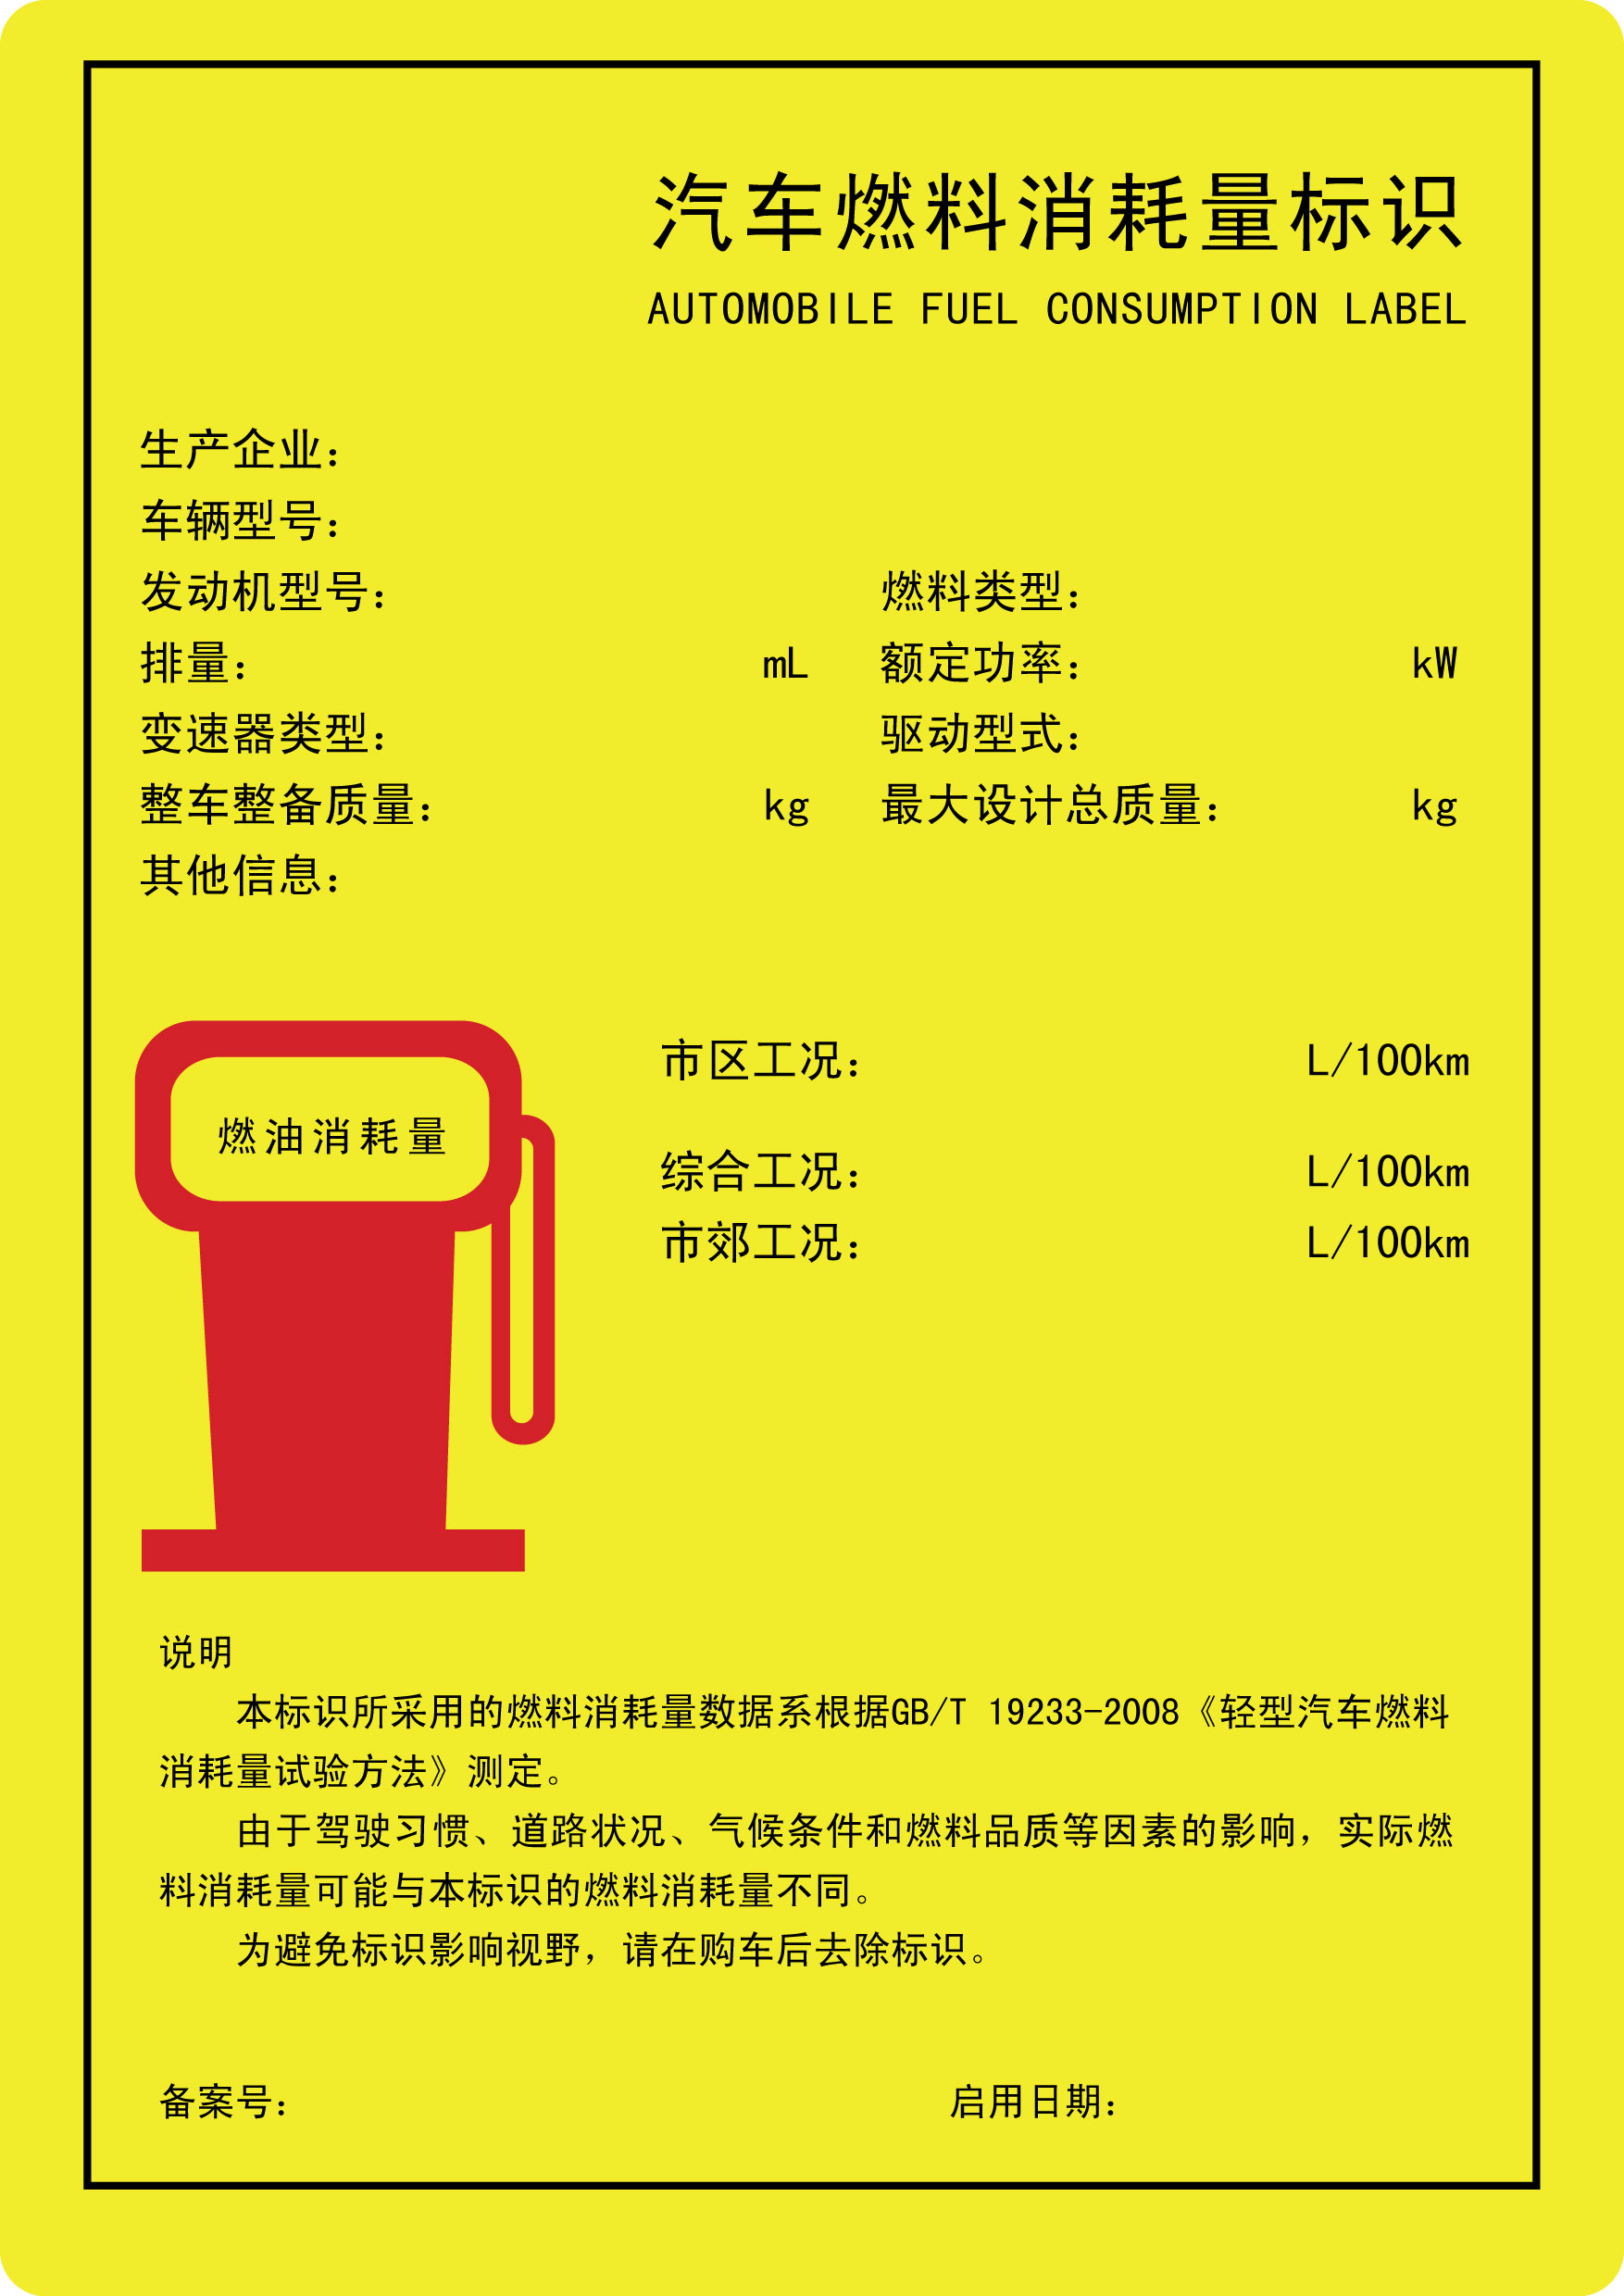 汽车燃料消耗量标识
AUTOMOBILE FUEL CONSUMPTION LABEL
生产企业：
车辆型号：
发动机型号： 燃料类型：
排量： mL 额定功率： kW
变速器类型： 驱动型式：
整车整备质量： kg 最大设计总质量： kg
其他信息：
燃油消耗量
市区工况： L/100km
综合工况： L/100km
市郊工况： L/100km
说明
本标识所采用的燃料消耗量数据系根据GB/T 19233-2008《轻型汽车燃料
消耗量试验方法》测定。
由于驾驶习惯、道路状况、气候条件和燃料品质等因素的影响，实际燃
料消耗量可能与本标识的燃料消耗量不同。
为避免标识影响视野，请在购车后去除标识。
备案号： 启用日期：